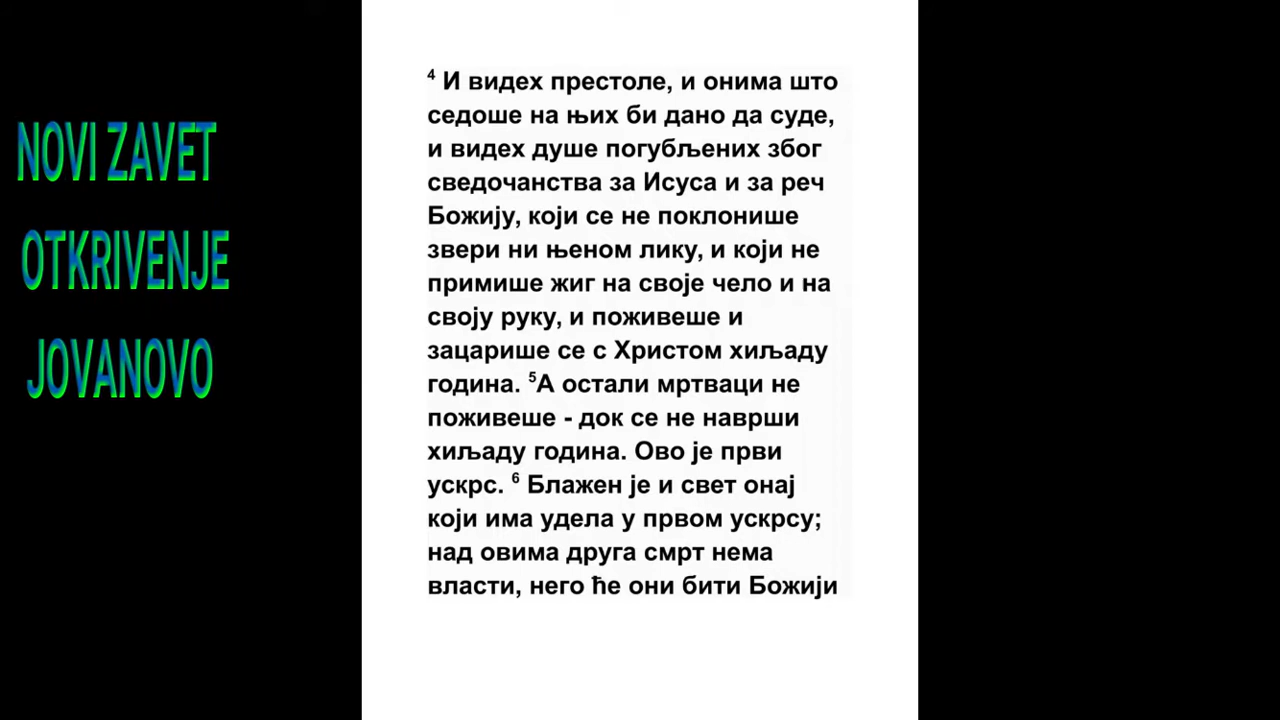 NOVI ZAVET
OTKRIVENJE
JOVANOVO
⁴ И видех престоле, и онима што
седоше на њих би дано да суде,
и видех душе погубљених због
сведочанства за Исуса и за реч
Божију, који се не поклонише
звери ни њеном лику, и који не
примише жиг на своје чело и на
своју руку, и поживеше и
зацарише се с Христом хиљаду
година. ⁵А остали мртваци не
поживеше - док се не наврши
хиљаду година. Ово је први
ускрс. ⁶ Блажен је и свет онај
који има удела у првом ускрсу;
над овима друга смрт нема
власти, него ће они бити Божији